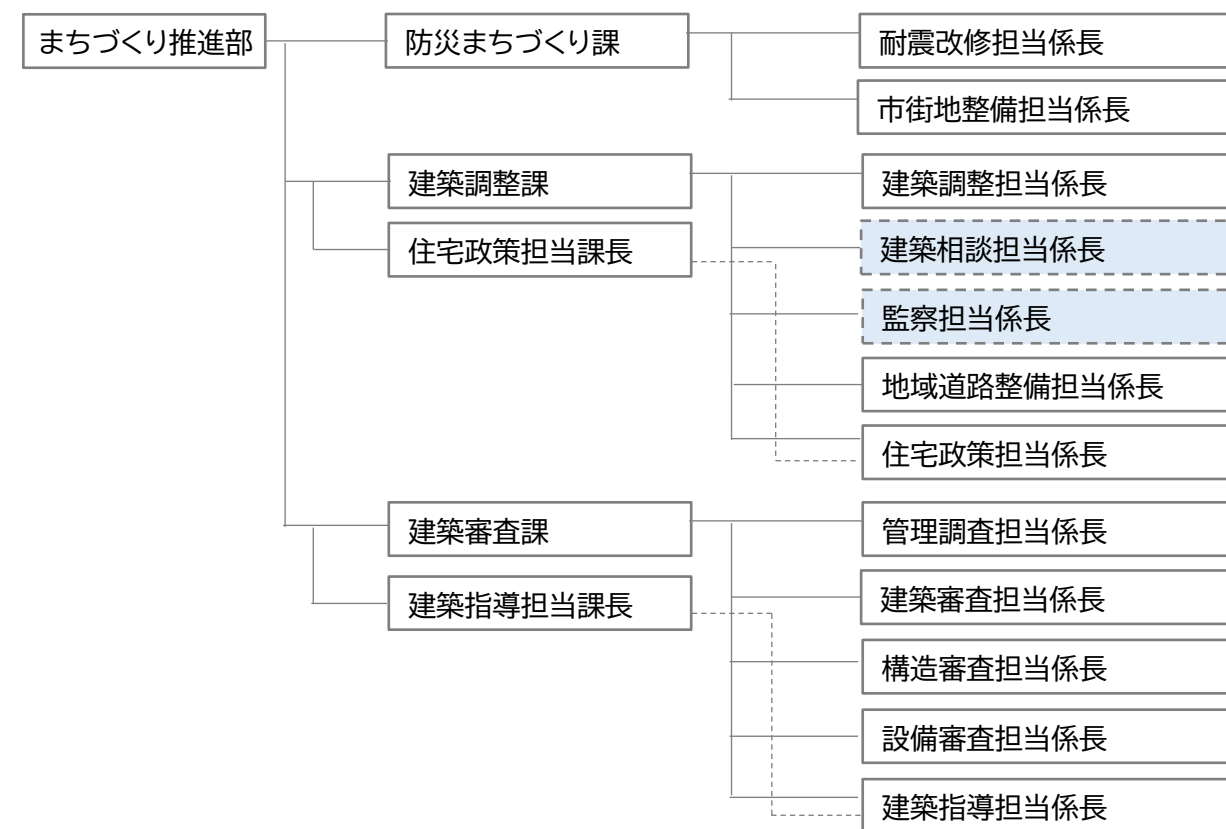 まちづくり推進部
防災まちづくり課
耐震改修担当係長
市街地整備担当係長
建築調整課
建築調整担当係長
住宅政策担当課長
建築相談担当係長
監察担当係長
地域道路整備担当係長
住宅政策担当係長
建築審査課
管理調査担当係長
建築指導担当課長
建築審査担当係長
構造審査担当係長
設備審査担当係長
建築指導担当係長